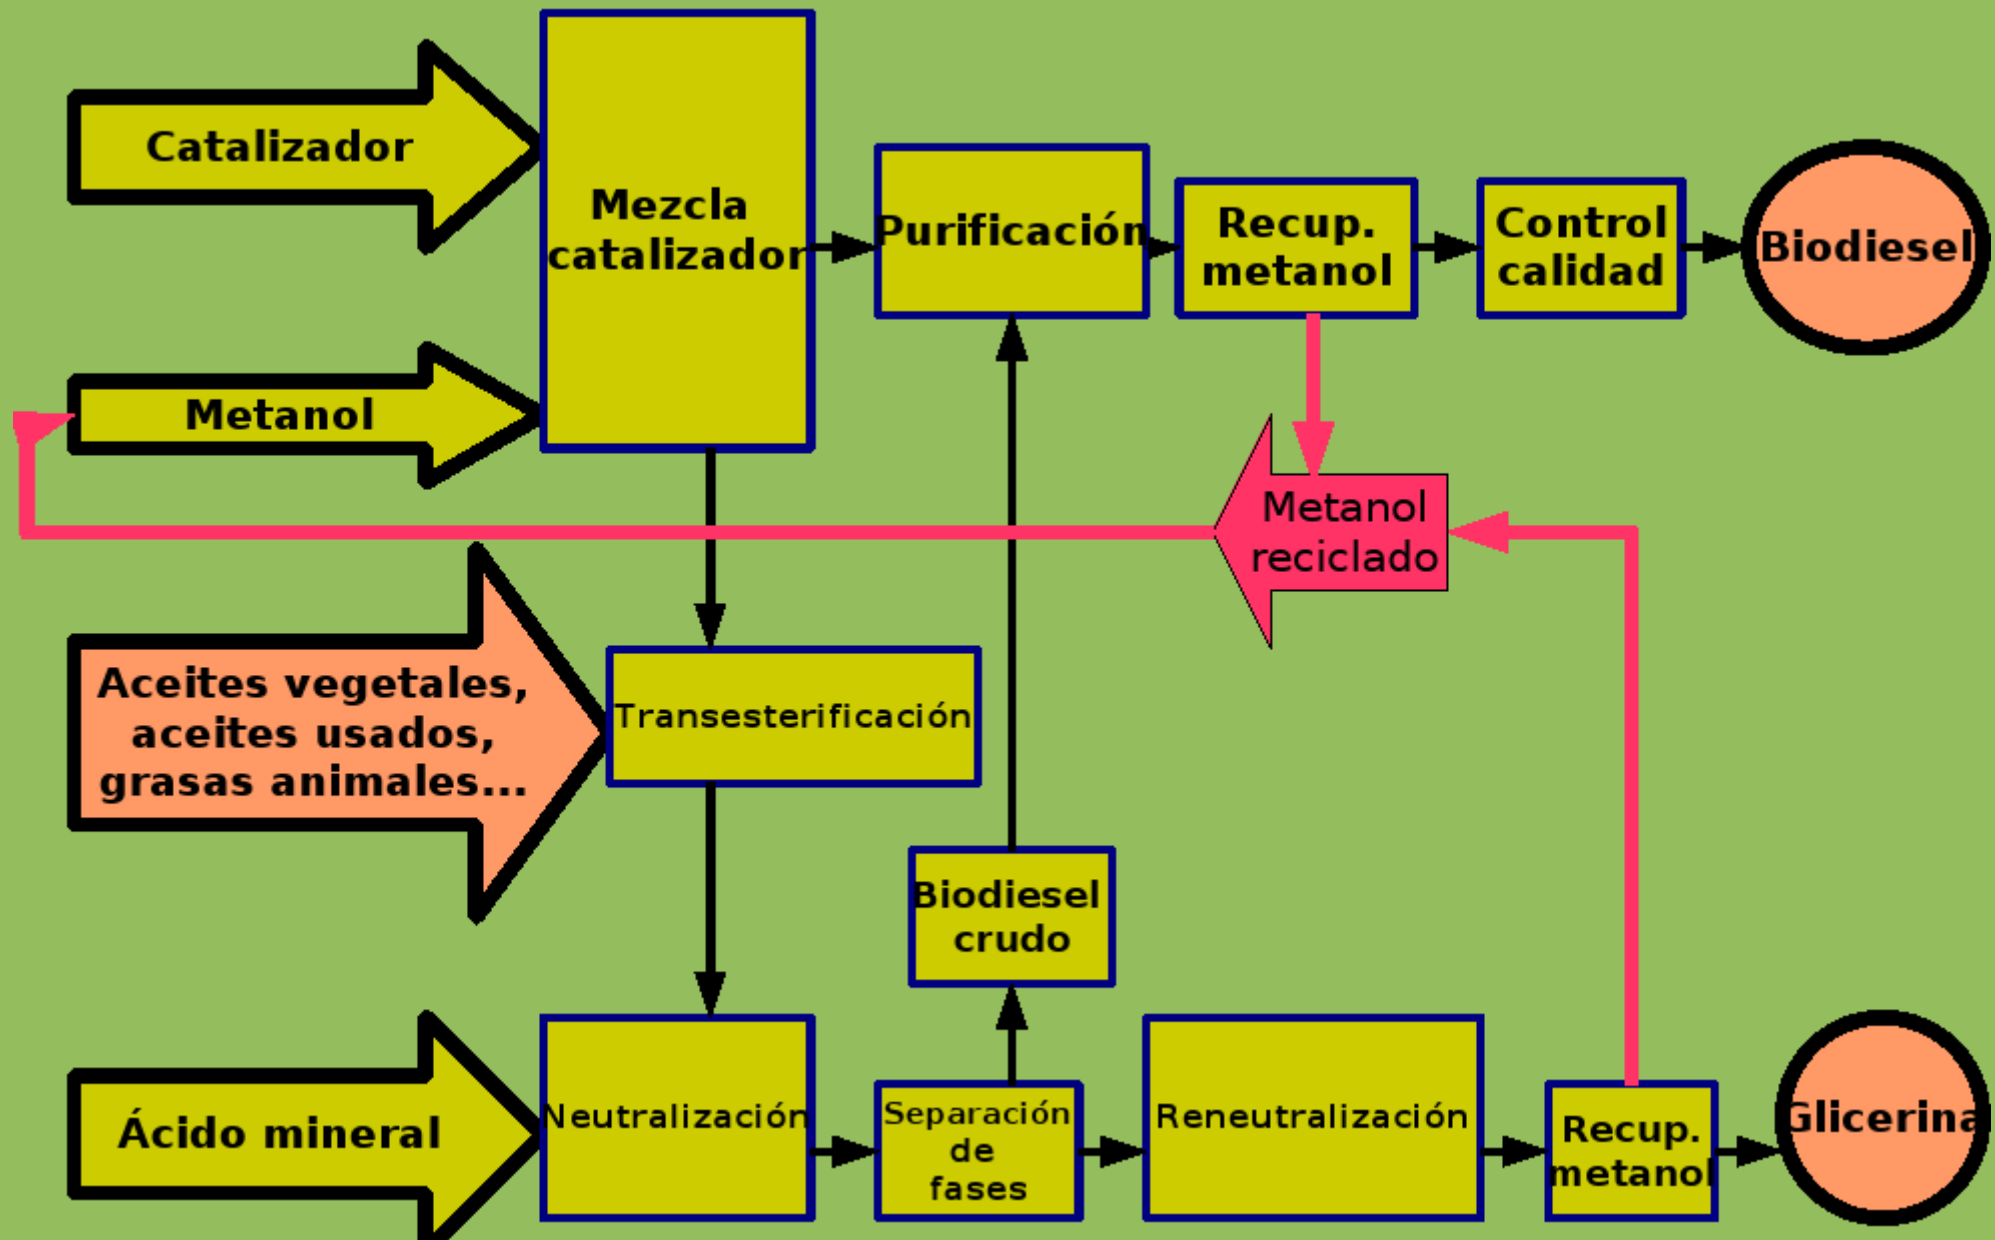 Catalizador
Mezcla
catalizador
Purificación
Recup.
metanol
Control
calidad
Biodiesel
Metanol
Metanol
reciclado
Aceites vegetales,
aceites usados,
grasas animales...
Transesterificación
Biodiesel
crudo
Ácido mineral
Neutralización
Separación
de
fases
Reneutralización
Recup.
metanol
Glicerina